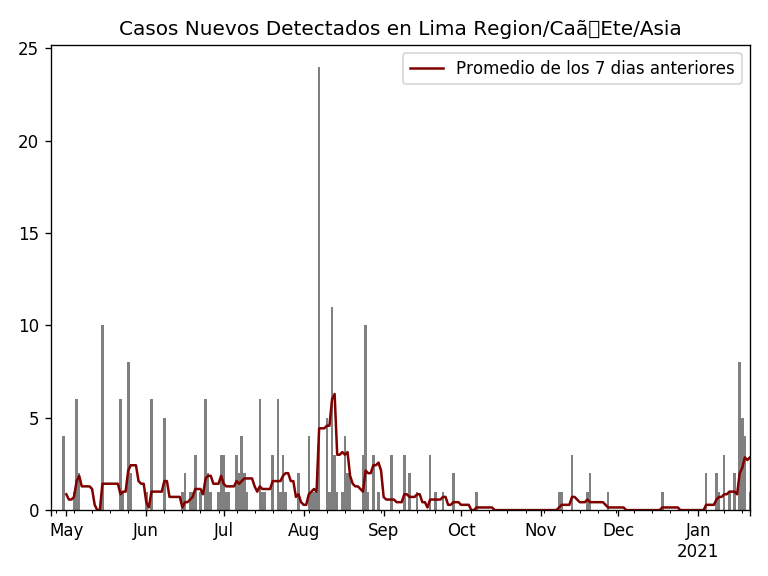 Casos Nuevos Detectados en Lima Region/Caã▯Ete/Asia
Promedio de los 7 dias anteriores
25
20
15
10
5
0
May Jun Jul Aug Sep Oct Nov Dec Jan
2021